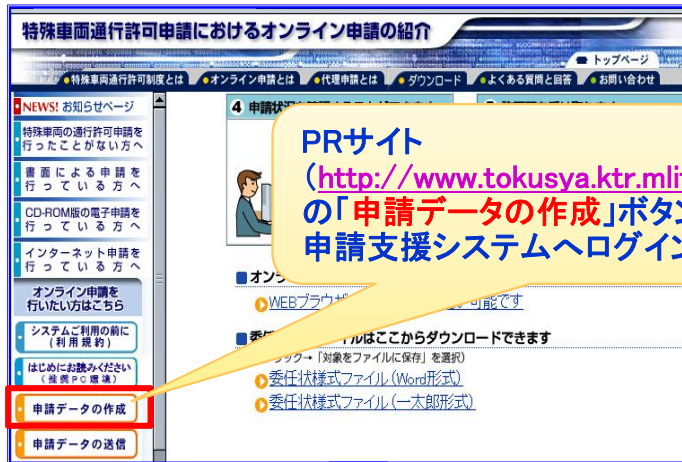 特殊車両通行許可申請におけるオンライン申請の紹介
トップページ
特殊車両通行許可制度とは
オンライン申請とは
代理申請とは
ダウンロード
よくある質問と回答
お問い合わせ
NEWS! お知らせページ
特殊車両の通行許可申請を
行ったことがない方へ
書面による申請を
行っている方へ
CD-ROM版の電子申請を
行っている方へ
インターネット申請を
行っている方へ
オンライン申請を
行いたい方はこちら
システムご利用の前に
(利用規約)
はじめにお読みください
(推奨PC環境)
申請データの作成
申請データの送信
4 申請状
PRサイト
(http://www.tokusya.ktr.mli
の「申請データの作成」ボタン
申請支援システムへログイン
オン
WEBブラウザ
可能です
委
イルはここからダウンロードできます
リック→「対象をファイルに保存」を選択)
委任状様式ファイル(Word形式)
委任状様式ファイル(一太郎形式)